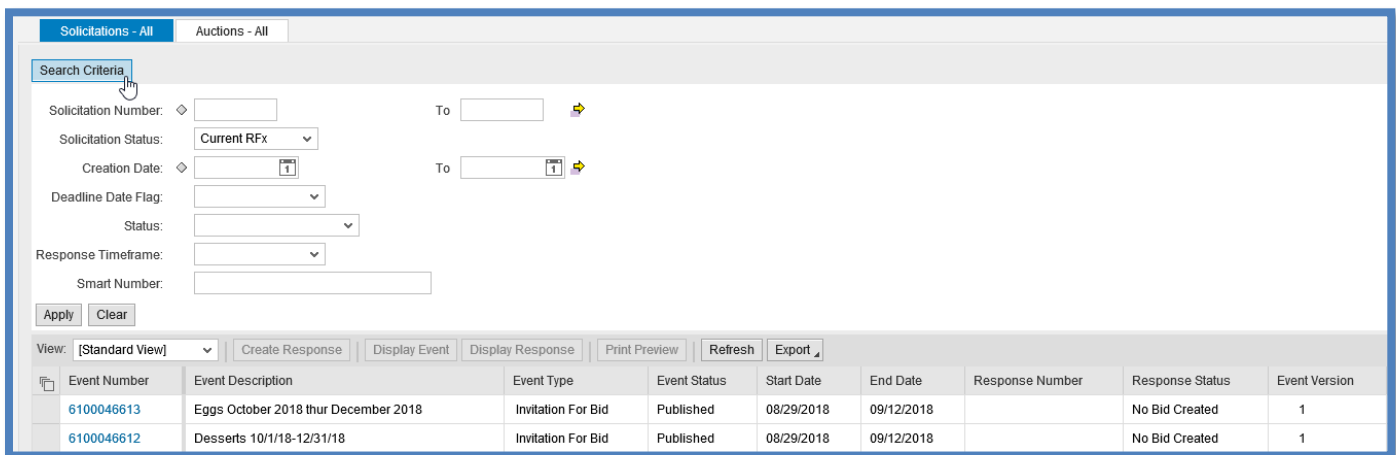 Solicitations - All Auctions - All
Search Criteria
Solicitation Number: To
Solicitation Status: Current RFx
Creation Date: 1 To 1
Deadline Date Flag:
Status:
Response Timeframe:
Smart Number:
Apply Clear
View: [Standard View] Create Response Display Event Display Response Print Preview Refresh Export
Event Number Event Description Event Type Event Status Start Date End Date Response Number Response Status Event Version
6100046613 Eggs October 2018 thur December 2018 Invitation For Bid Published 08/29/2018 09/12/2018 No Bid Created 1
6100046612 Desserts 10/1/18-12/31/18 Invitation For Bid Published 08/29/2018 09/12/2018 No Bid Created 1